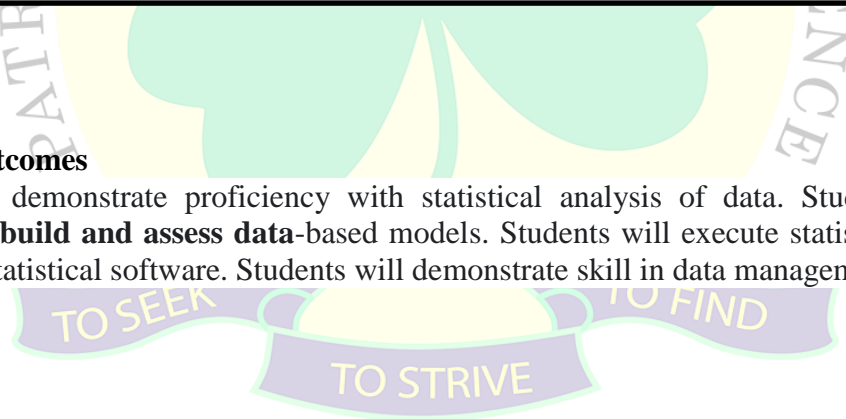 tcomes
demonstrate proficiency with statistical analysis of data. Stu
build and assess data-based models. Students will execute statis
tatistical software. Students will demonstrate skill in data managem
TO SEEK
TO FIND
TO STRIVE